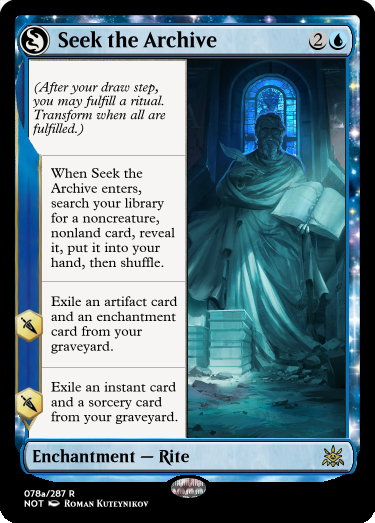 Seek the Archive 2
(After your draw step,
you may fulfill a ritual.
Transform when all are
fulfilled.)
When Seek the
Archive enters,
search your library
for a noncreature,
nonland card, reveal
it, put it into your
hand, then shuffle.
Exile an artifact card
and an enchantment
card from your
graveyard.
Exile an instant card
and a sorcery card
from your graveyard.
Enchantment — Rite
078a/287 R
NOT Roman Kuteynikov